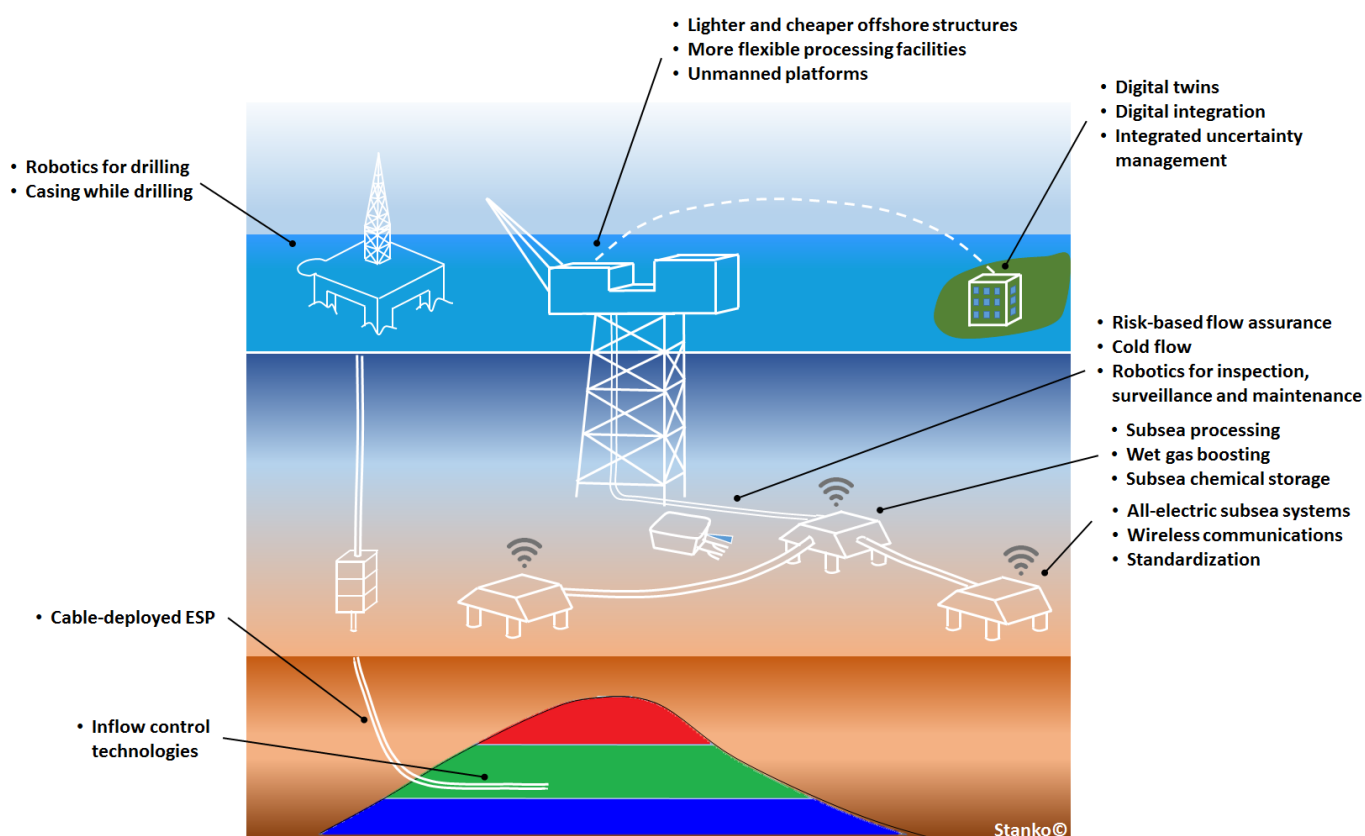 • Lighter and cheaper offshore structures
• More flexible processing facilities
• Unmanned platforms
• Digital twins
• Digital integration
• Integrated uncertainty
management
• Robotics for drilling
• Casing while drilling
• Risk-based flow assurance
• Cold flow
• Robotics for inspection,
surveillance and maintenance
• Subsea processing
• Wet gas boosting
• Subsea chemical storage
• All-electric subsea systems
• Wireless communications
• Standardization
• Cable-deployed ESP
• Inflow control
technologies
Stanko©